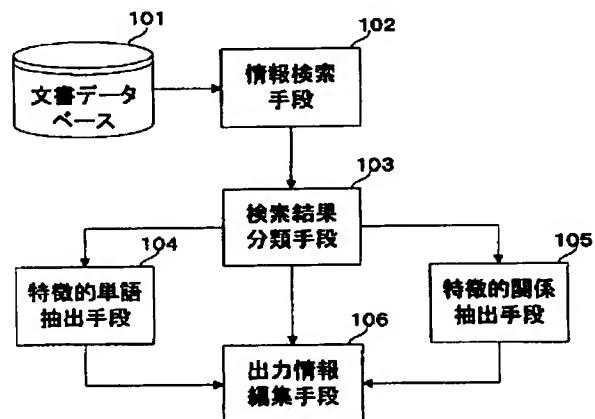 101
文書データ
ベース
102
情報検索
手段
103
検索結果
分類手段
104
特徴的単語
抽出手段
105
特徴的関係
抽出手段
106
出力情報
編集手段